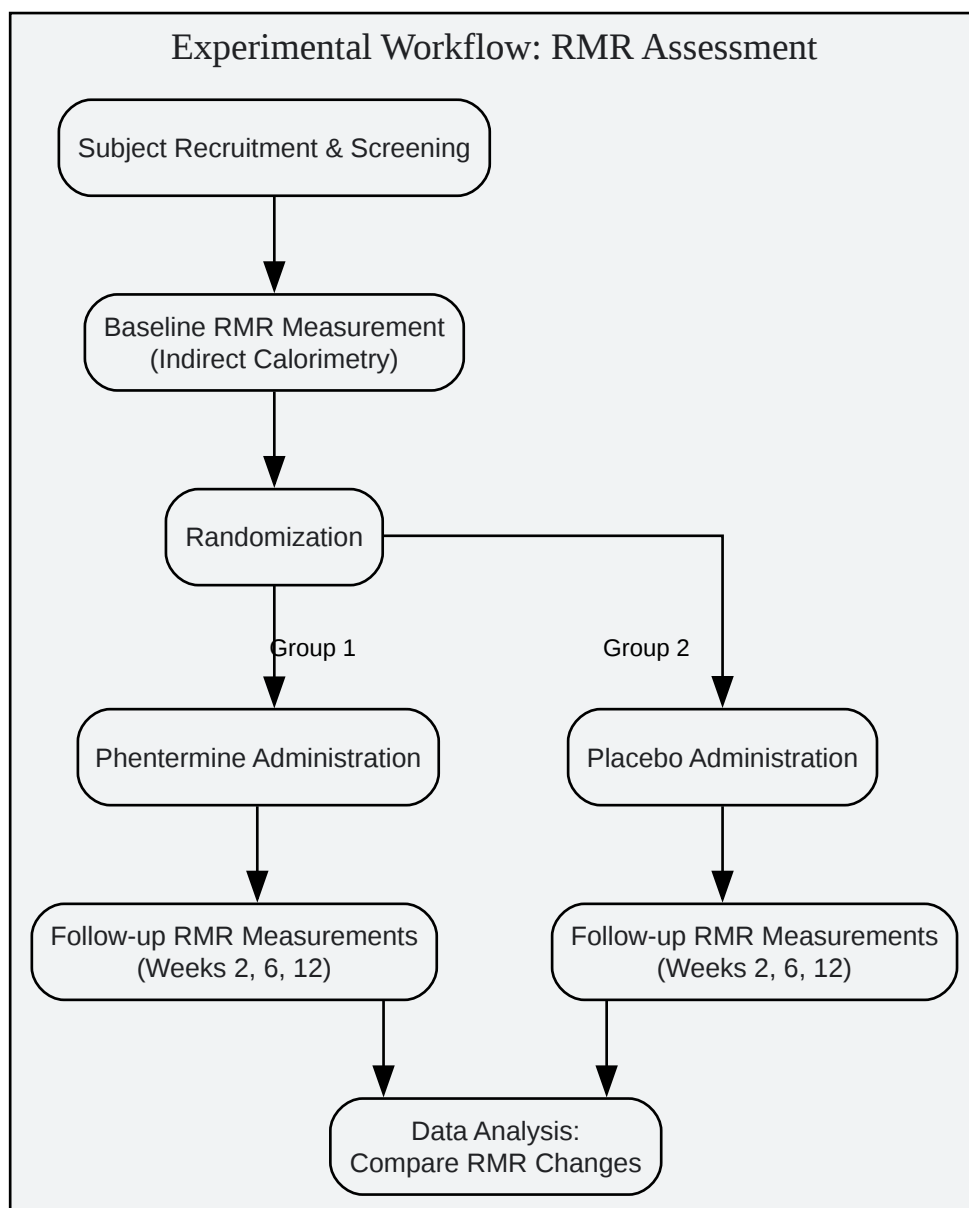 Experimental Workflow: RMR Assessment
Subject Recruitment & Screening
Baseline RMR Measurement
(Indirect Calorimetry)
Randomization
Group 1
Group 2
Phentermine Administration
Placebo Administration
Follow-up RMR Measurements
(Weeks 2, 6, 12)
Follow-up RMR Measurements
(Weeks 2, 6, 12)
Data Analysis:
Compare RMR Changes